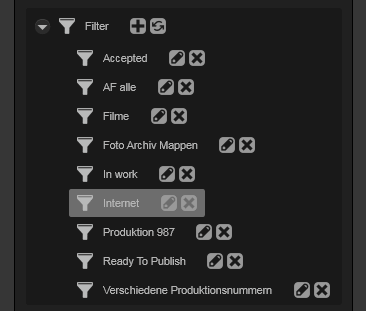 Filter
Accepted
AF alle
Filme
Foto Archiv Mappen
In work
Internet
Produktion 987
Ready To Publish
Verschiedene Produktionsnummern